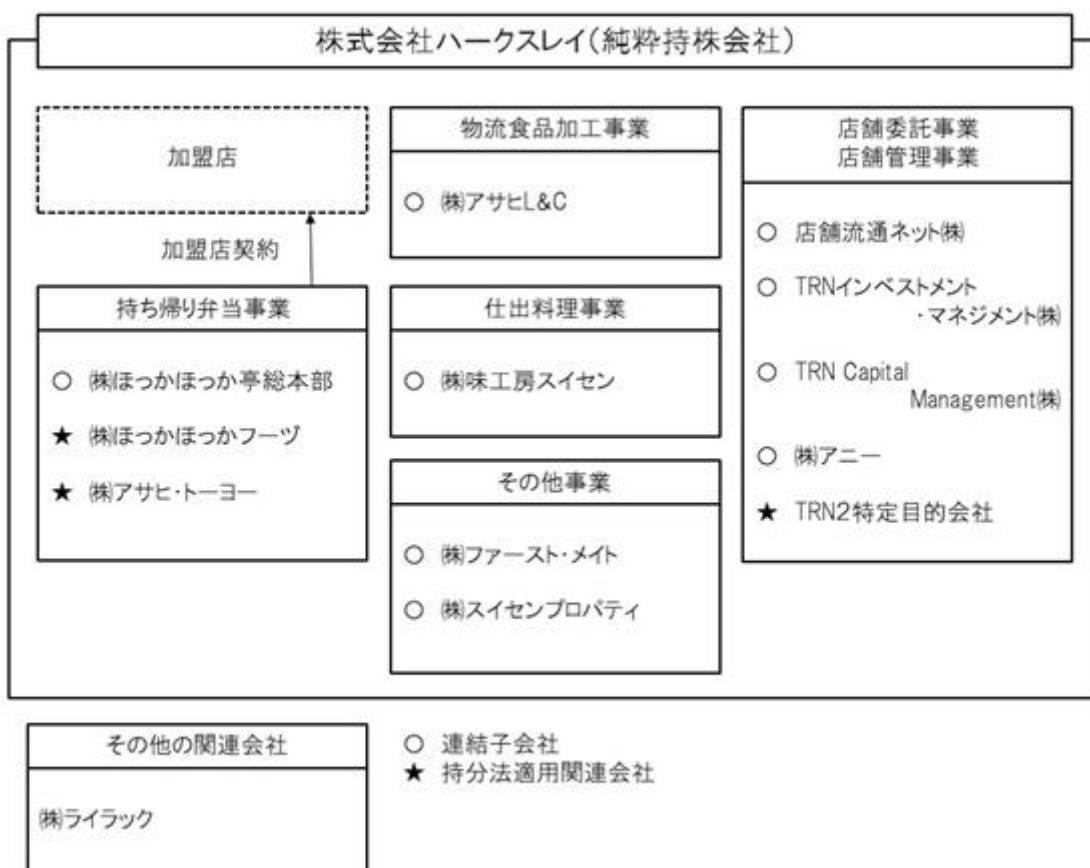 株式会社ハークスレイ(純粋持株会社)
加盟店
加盟店契約
持ち帰り弁当事業
○ ㈱ほっかほっか亭総本部
★ ㈱ほっかほっかフーヅ
★ ㈱アサヒ・トーヨー
物流食品加工事業
○ ㈱アサヒL&C
仕出料理事業
○ ㈱味工房スイセン
その他事業
○ ㈱ファースト・メイト
○ ㈱スイセンプロパティ
店舗委託事業
店舗管理事業
○ 店舗流通ネット㈱
○ TRNインベストメント
・マネジメント㈱
○ TRN Capital
Management㈱
○ ㈱アニー
★ TRN2特定目的会社
その他の関連会社
㈱ライラック
○ 連結子会社
★ 持分法適用関連会社